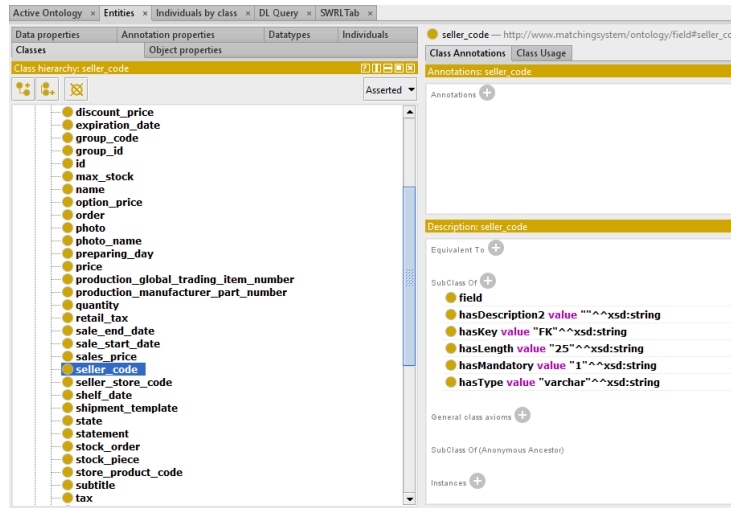 Active Ontology × Entities × Individuals by class × DL Query × SWRLTab ×
Data properties Annotation properties Datatypes Individuals
Classes Object properties
Class hierarchy: seller_code
Asserted
discount_price
expiration_date
group_code
group_id
id
max_stock
name
option_price
order
photo
photo_name
preparing_day
price
production_global_trading_item_number
production_manufacturer_part_number
quantity
retail_tax
sale_end_date
sale_start_date
sales_price
seller_code
seller_store_code
shelf_date
shipment_template
state
statement
stock_order
stock_piece
store_product_code
subtitle
tax
seller_code — http://www.matchingsystem/ontology/field#seller_co
Class Annotations Class Usage
Annotations: seller_code
Annotations
Description: seller_code
Equivalent To
SubClass Of
field
hasDescription2 value ""^^xsd:string
hasKey value "FK"^^xsd:string
hasLength value "25"^^xsd:string
hasMandatory value "1"^^xsd:string
hasType value "varchar"^^xsd:string
General class axioms
SubClass Of (Anonymous Ancestor)
Instances